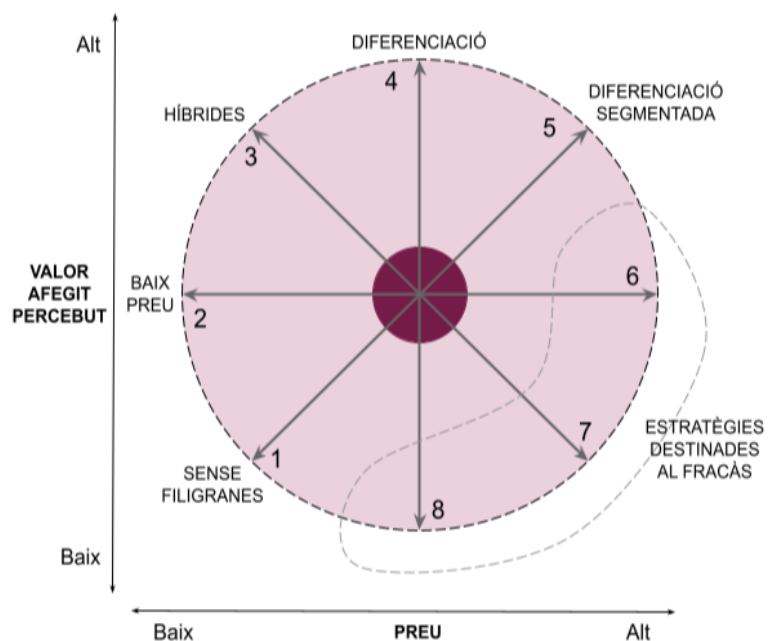 Alt
DIFERENCIACIÓ
4
DIFERENCIACIÓ
SEGMENTADA
5
HÍBRIDES
3
VALOR
AFEGIT
PERCEBUT
BAIX
PREU
2
6
1
SENSE
FILIGRANES
7
ESTRATÈGIES
DESTINADES
AL FRACÀS
8
Baix
Baix
PREU
Alt